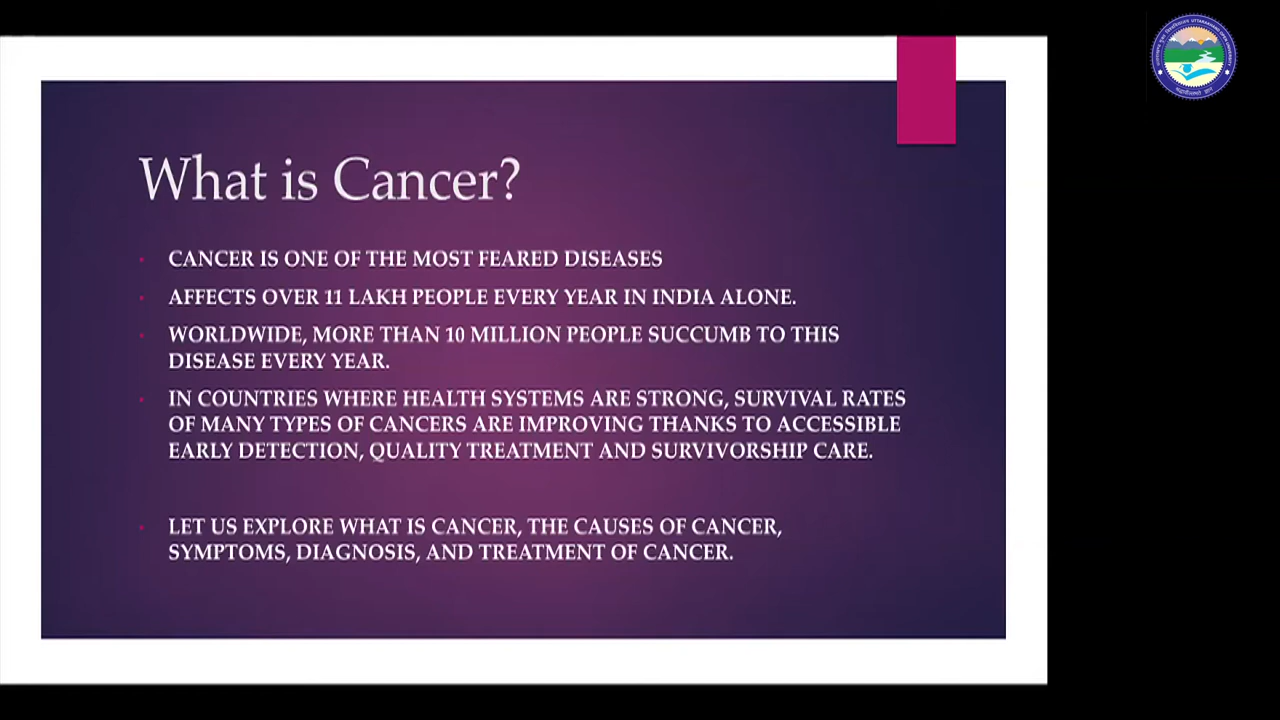 What is Cancer?
CANCER IS ONE OF THE MOST FEARED DISEASES
AFFECTS OVER 11 LAKH PEOPLE EVERY YEAR IN INDIA ALONE.
WORLDWIDE, MORE THAN 10 MILLION PEOPLE SUCCUMB TO THIS
DISEASE EVERY YEAR.
IN COUNTRIES WHERE HEALTH SYSTEMS ARE STRONG, SURVIVAL RATES
OF MANY TYPES OF CANCERS ARE IMPROVING THANKS TO ACCESSIBLE
EARLY DETECTION, QUALITY TREATMENT AND SURVIVORSHIP CARE.
LET US EXPLORE WHAT IS CANCER, THE CAUSES OF CANCER,
SYMPTOMS, DIAGNOSIS, AND TREATMENT OF CANCER.